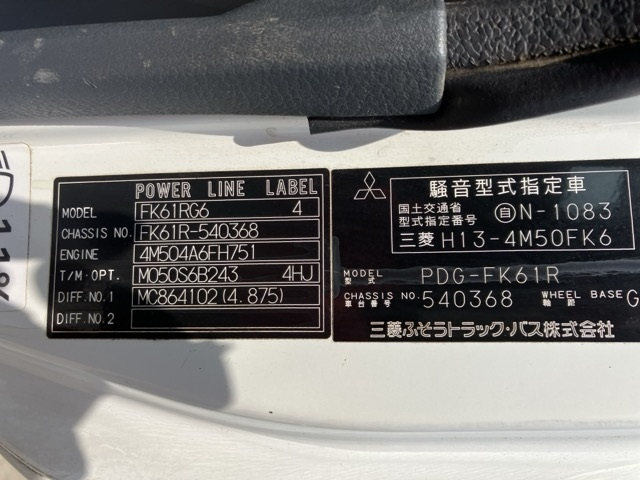 POWER LINE LABEL
MODEL FK61RG6 4
CHASSIS NO. FK61R-540368
ENGINE 4M504A6FH751
T/M·OPT. M050S6B243 4HJ
DIFF.NO.1 MC864102(4.875)
DIFF.NO.2
騒音型式指定車
国土交通省
型式指定番号 自N-1083
三菱 H13-4M50FK6
MODEL
型式 PDG-FK61R
CHASSIS NO.
車台番号 540368 WHEEL BASE
軸距 G
三菱ふそうトラック・バス株式会社
11%